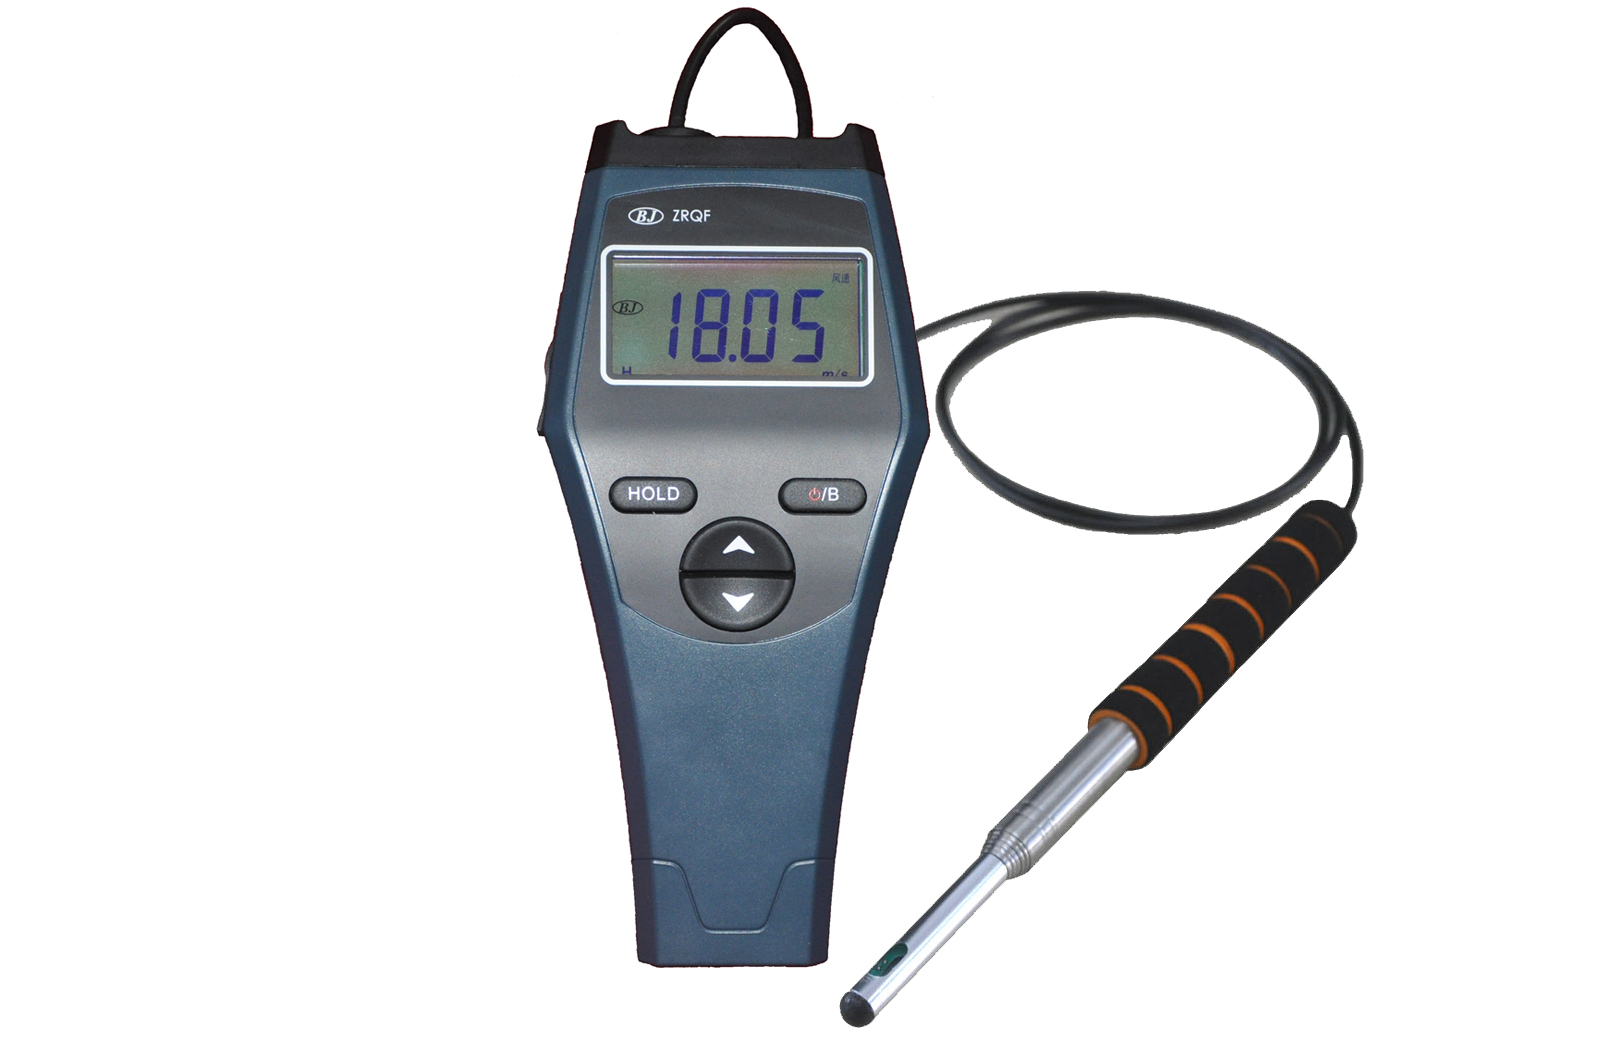 BJ ZRQF
风速
BJ
18.05
H m/s
HOLD
/B